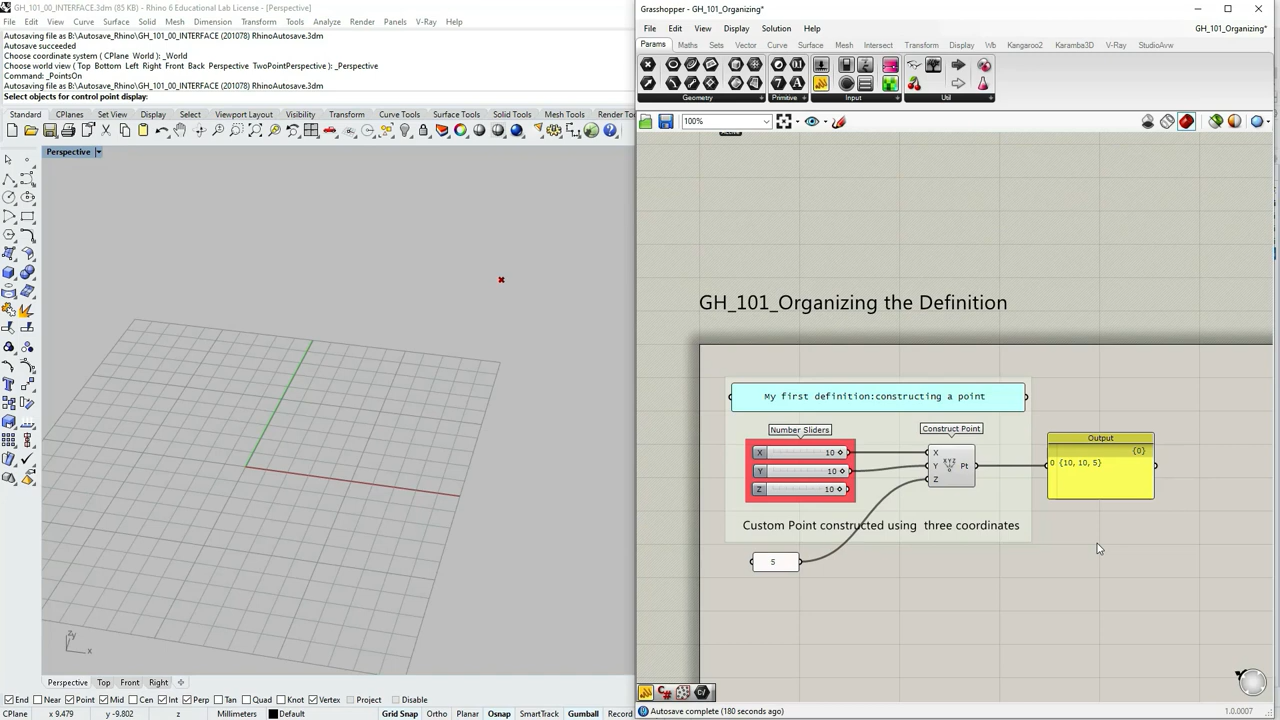 GH_101_00_INTERFACE.3dm (85 KB) - Rhino 6 Educational Lab License - [Perspective]
File Edit View Curve Surface Solid Mesh Dimension Transform Tools Analyze Render Panels V-Ray Help
Autosaving file as B:\Autosave_Rhino\GH_101_00_INTERFACE (201078) RhinoAutosave.3dm
Autosave succeeded
Choose coordinate system ( CPlane World ): _World
Choose world view ( Top Bottom Left Right Front Back Perspective TwoPointPerspective ): _Perspective
Command: _PointsOn
Autosaving file as B:\Autosave_Rhino\GH_101_00_INTERFACE (201078) RhinoAutosave.3dm
Select objects for control point display:
Standard CPlanes Set View Display Select Viewport Layout Visibility Transform Curve Tools Surface Tools Solid Tools Mesh Tools Render To
Perspective
zy
x
Perspective Top Front Right
End Near Point Mid Cen Int Perp Tan Quad Knot Vertex Project Disable
CPlane x 9.479 y -9.802 z Millimeters Default Grid Snap Ortho Planar Osnap SmartTrack Gumball Record
Grasshopper - GH_101_Organizing*
File Edit View Display Solution Help GH_101_Organizing*
Params Maths Sets Vector Curve Surface Mesh Intersect Transform Display Wb Kangaroo2 Karamba3D V-Ray StudioAvw
Geometry Primitive Input Util
100%
GH_101_Organizing the Definition
My first definition:constructing a point
Number Sliders
Construct Point
Output
X 10
Y 10
Z 10
X
Y
Z
XYZ
Pt
{0}
0 {10, 10, 5}
Custom Point constructed using three coordinates
5
Autosave complete (180 seconds ago) 1.0.0007